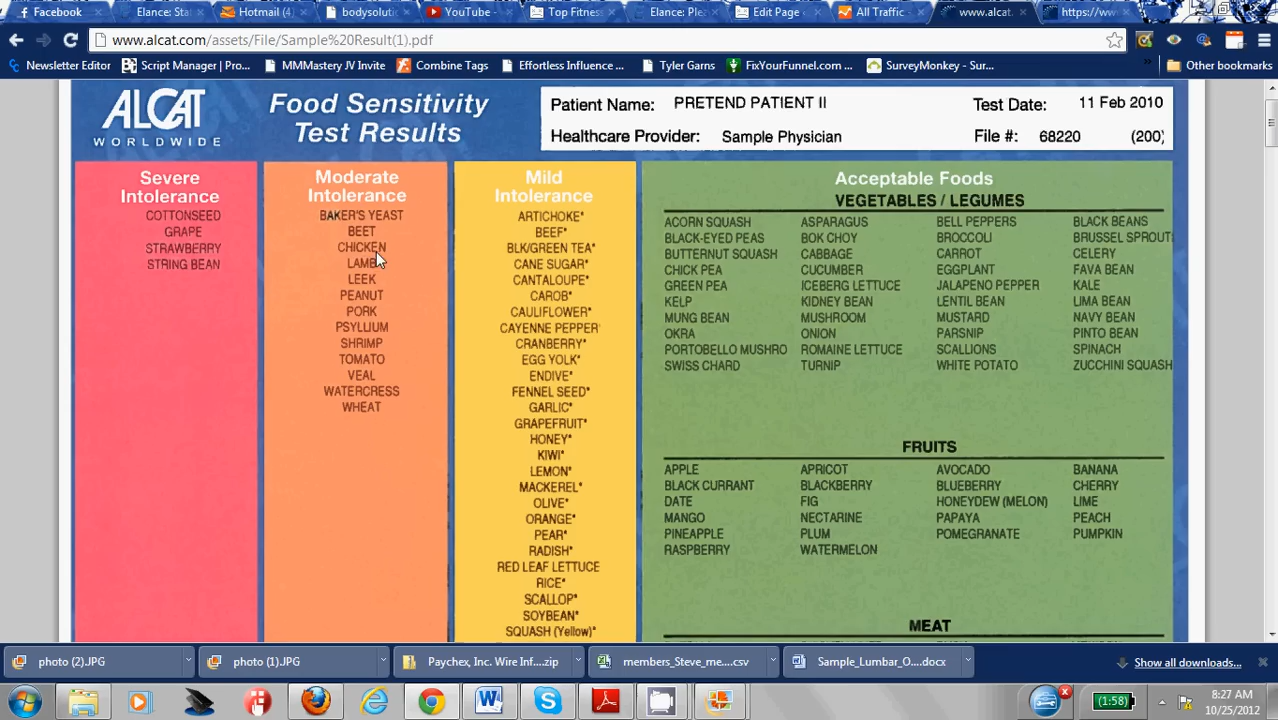 Facebook
Elance: Sta
Hotmail (4
bodysolutio
YouTube -
Top Fitness
Elance: Ple
Edit Page
All Traffic -
www.alcat.
https://ww
www.alcat.com/assets/File/Sample%20Result(1).pdf
Newsletter Editor
Script Manager | Pro...
MMMastery JV Invite
Combine Tags
Effortless Influence ...
Tyler Garns
FixYourFunnel.com ...
SurveyMonkey - Sur...
Other bookmarks
ALCAT
WORLDWIDE
Food Sensitivity
Test Results
Patient Name: PRETEND PATIENT II
Test Date: 11 Feb 2010
Healthcare Provider: Sample Physician
File #: 68220 (200)
Severe
Intolerance
COTTONSEED
GRAPE
STRAWBERRY
STRING BEAN
Moderate
Intolerance
BAKER'S YEAST
BEET
CHICKEN
LAMB
LEEK
PEANUT
PORK
PSYLLIUM
SHRIMP
TOMATO
VEAL
WATERCRESS
WHEAT
Mild
Intolerance
ARTICHOKE*
BEEF*
BLK/GREEN TEA*
CANE SUGAR*
CANTALOUPE*
CAROB*
CAULIFLOWER*
CAYENNE PEPPER*
CRANBERRY*
EGG YOLK*
ENDIVE*
FENNEL SEED*
GARLIC*
GRAPEFRUIT*
HONEY*
KIWI*
LEMON*
MACKEREL*
OLIVE*
ORANGE*
PEAR*
RADISH*
RED LEAF LETTUCE
RICE*
SCALLOP*
SOYBEAN*
SQUASH (Yellow)*
Acceptable Foods
VEGETABLES / LEGUMES
ACORN SQUASH ASPARAGUS BELL PEPPERS BLACK BEANS
BLACK-EYED PEAS BOK CHOY BROCCOLI BRUSSEL SPROUT
BUTTERNUT SQUASH CABBAGE CARROT CELERY
CHICK PEA CUCUMBER EGGPLANT FAVA BEAN
GREEN PEA ICEBERG LETTUCE JALAPENO PEPPER KALE
KELP KIDNEY BEAN LENTIL BEAN LIMA BEAN
MUNG BEAN MUSHROOM MUSTARD NAVY BEAN
OKRA ONION PARSNIP PINTO BEAN
PORTOBELLO MUSHRO ROMAINE LETTUCE SCALLIONS SPINACH
SWISS CHARD TURNIP WHITE POTATO ZUCCHINI SQUASH
FRUITS
APPLE APRICOT AVOCADO BANANA
BLACK CURRANT BLACKBERRY BLUEBERRY CHERRY
DATE FIG HONEYDEW (MELON) LIME
MANGO NECTARINE PAPAYA PEACH
PINEAPPLE PLUM POMEGRANATE PUMPKIN
RASPBERRY WATERMELON
MEAT
photo (2).JPG
photo (1).JPG
Paychex, Inc. Wire Inf....zip
members_Steve_me....csv
Sample_Lumbar_O....docx
Show all downloads...
(1:58)
8:27 AM
10/25/2012